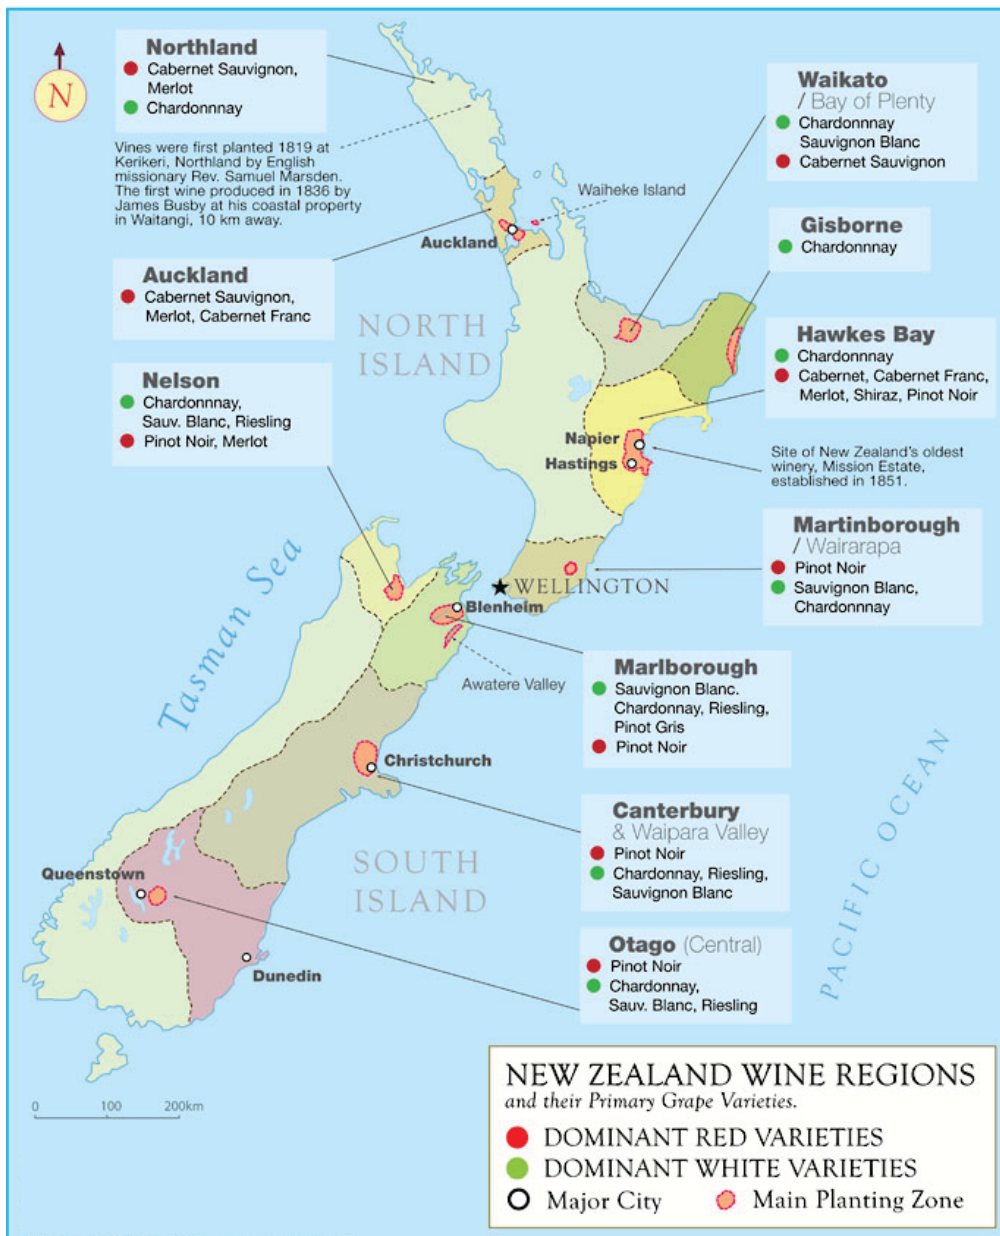 N
Northland
Cabernet Sauvignon,
Merlot
Chardonnnay
Vines were first planted 1819 at
Kerikeri, Northland by English
missionary Rev. Samuel Marsden.
The first wine produced in 1836 by
James Busby at his coastal property
in Waitangi, 10 km away.
Waikato
/ Bay of Plenty
Chardonnnay
Sauvignon Blanc
Cabernet Sauvignon
Waiheke Island
Auckland
Gisborne
Chardonnnay
Auckland
Cabernet Sauvignon,
Merlot, Cabernet Franc
NORTH
ISLAND
Hawkes Bay
Chardonnnay
Cabernet, Cabernet Franc,
Merlot, Shiraz, Pinot Noir
Nelson
Chardonnnay,
Sauv. Blanc, Riesling
Pinot Noir, Merlot
Napier
Hastings
Site of New Zealand's oldest
winery, Mission Estate,
established in 1851.
Martinborough
/ Wairarapa
Pinot Noir
Sauvignon Blanc,
Chardonnnay
Tasman Sea
WELLINGTON
Blenheim
Awatere Valley
Marlborough
Sauvignon Blanc.
Chardonnay, Riesling,
Pinot Gris
Pinot Noir
Christchurch
PACIFIC OCEAN
Canterbury
& Waipara Valley
Pinot Noir
Chardonnay, Riesling,
Sauvignon Blanc
SOUTH
ISLAND
Queenstown
Dunedin
Otago (Central)
Pinot Noir
Chardonnay,
Sauv. Blanc, Riesling
0 100 200km
NEW ZEALAND WINE REGIONS
and their Primary Grape Varieties.
DOMINANT RED VARIETIES
DOMINANT WHITE VARIETIES
Major City Main Planting Zone